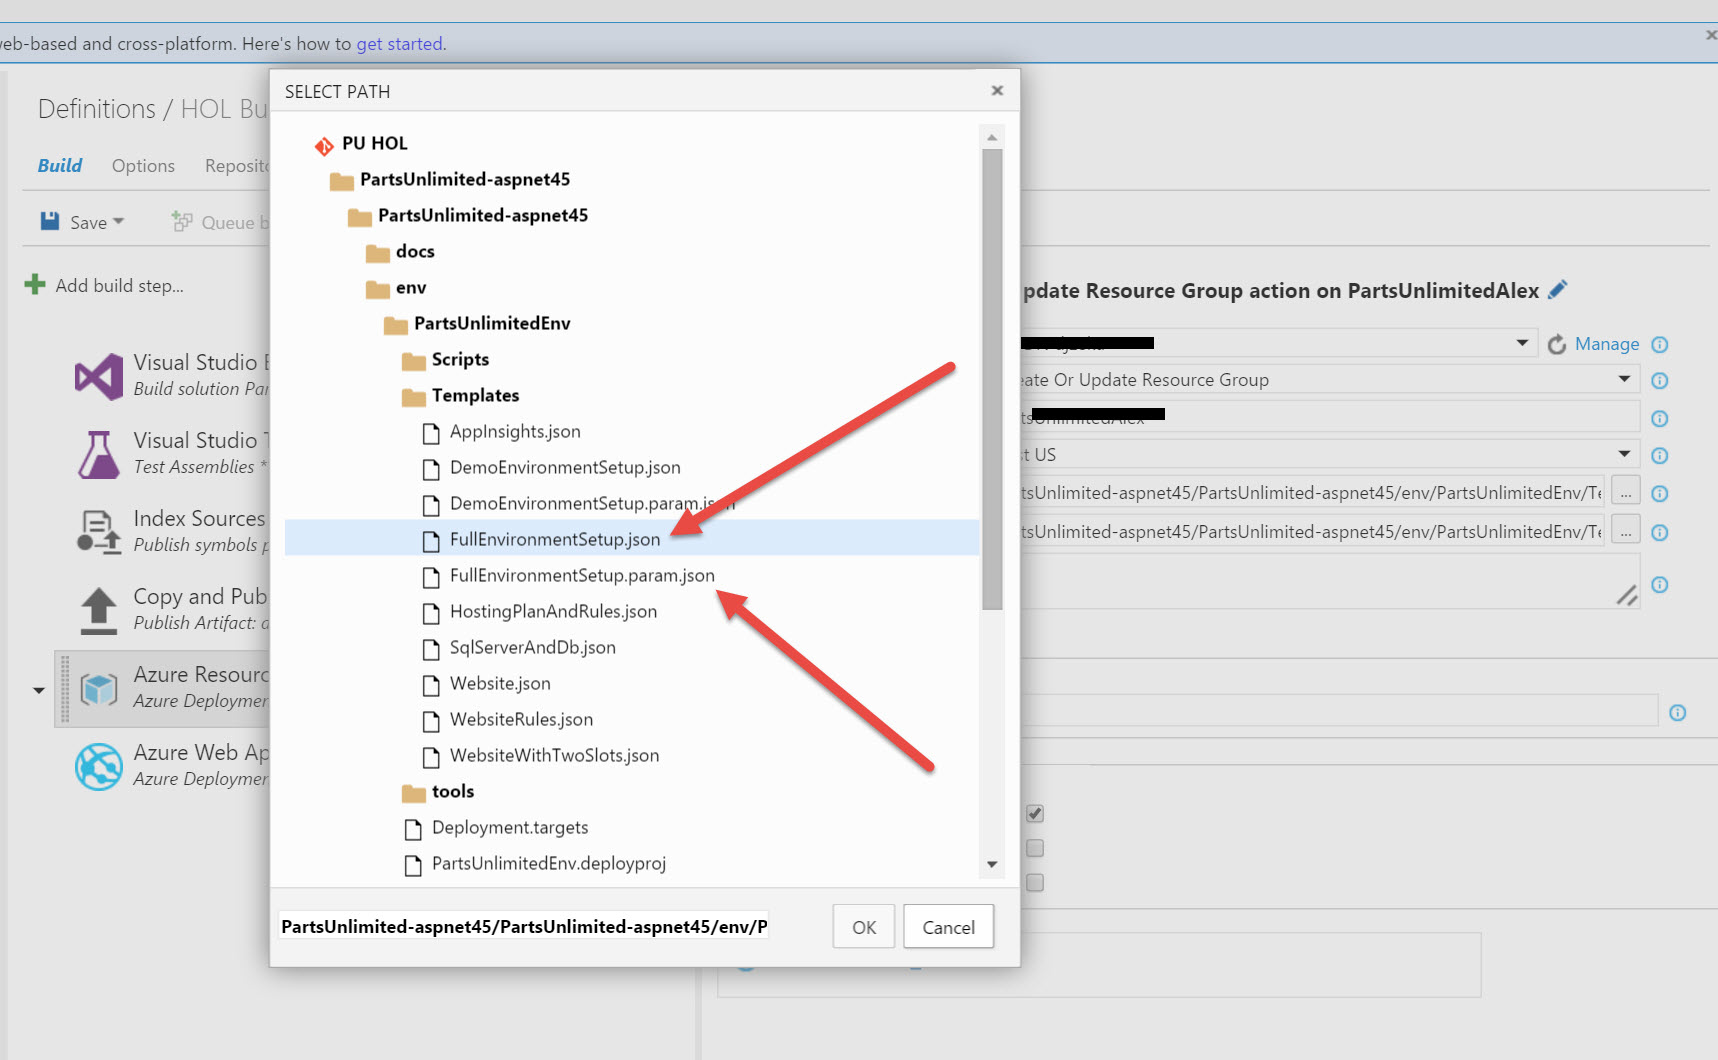 web-based and cross-platform. Here's how to get started.
Definitions / HOL Bu
Build Options Reposito
Save Queue b
Add build step...
Visual Studio B
Build solution Par
Visual Studio T
Test Assemblies *
Index Sources
Publish symbols p
Copy and Pub
Publish Artifact: d
Azure Resourc
Azure Deploymen
Azure Web Ap
Azure Deploymen
SELECT PATH
PU HOL
PartsUnlimited-aspnet45
PartsUnlimited-aspnet45
docs
env
PartsUnlimitedEnv
Scripts
Templates
AppInsights.json
DemoEnvironmentSetup.json
DemoEnvironmentSetup.param.json
FullEnvironmentSetup.json
FullEnvironmentSetup.param.json
HostingPlanAndRules.json
SqlServerAndDb.json
Website.json
WebsiteRules.json
WebsiteWithTwoSlots.json
tools
Deployment.targets
PartsUnlimitedEnv.deployproj
PartsUnlimited-aspnet45/PartsUnlimited-aspnet45/env/P
OK Cancel
pdate Resource Group action on PartsUnlimitedAlex
Manage
eate Or Update Resource Group
tsUnlimitedAlex
st US
tsUnlimited-aspnet45/PartsUnlimited-aspnet45/env/PartsUnlimitedEnv/Te ...
tsUnlimited-aspnet45/PartsUnlimited-aspnet45/env/PartsUnlimitedEnv/Te ...